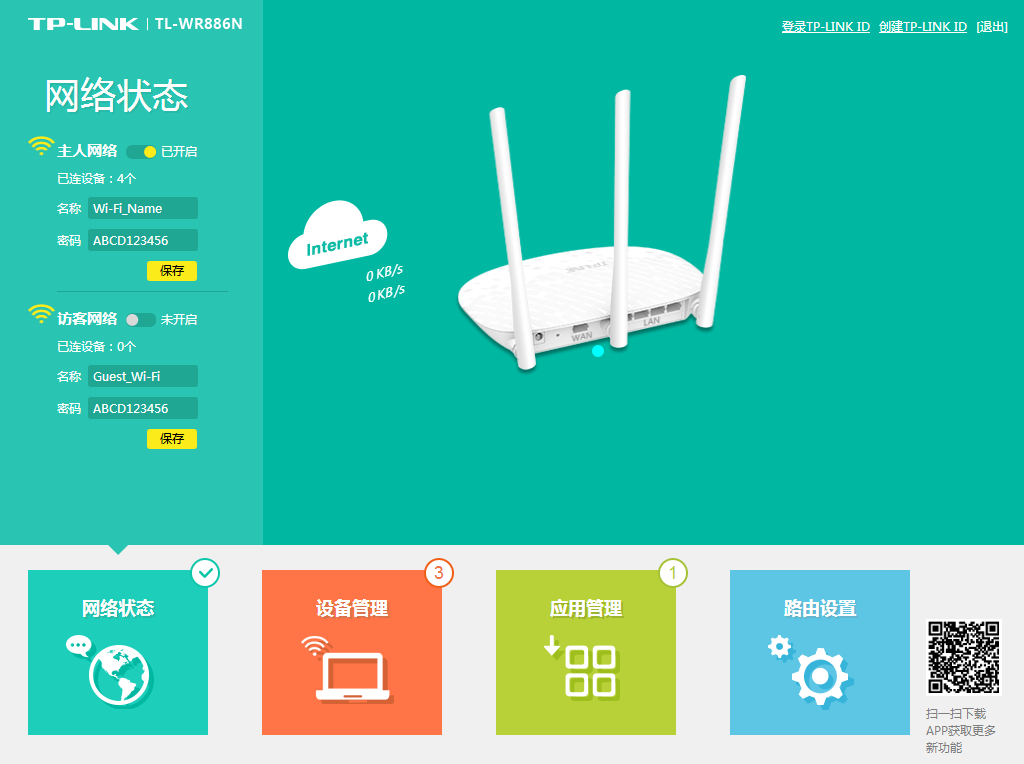 TP-LINK | TL-WR886N
登录TP-LINK ID 创建TP-LINK ID [退出]
网络状态
主人网络 已开启
已连设备：4个
名称 Wi-Fi_Name
密码 ABCD123456
保存
访客网络 未开启
已连设备：0个
名称 Guest_Wi-Fi
密码 ABCD123456
保存
Internet
0 KB/s
0 KB/s
TP-LINK
WAN
LAN
网络状态
3
设备管理
1
应用管理
路由设置
扫一扫下载
APP获取更多
新功能